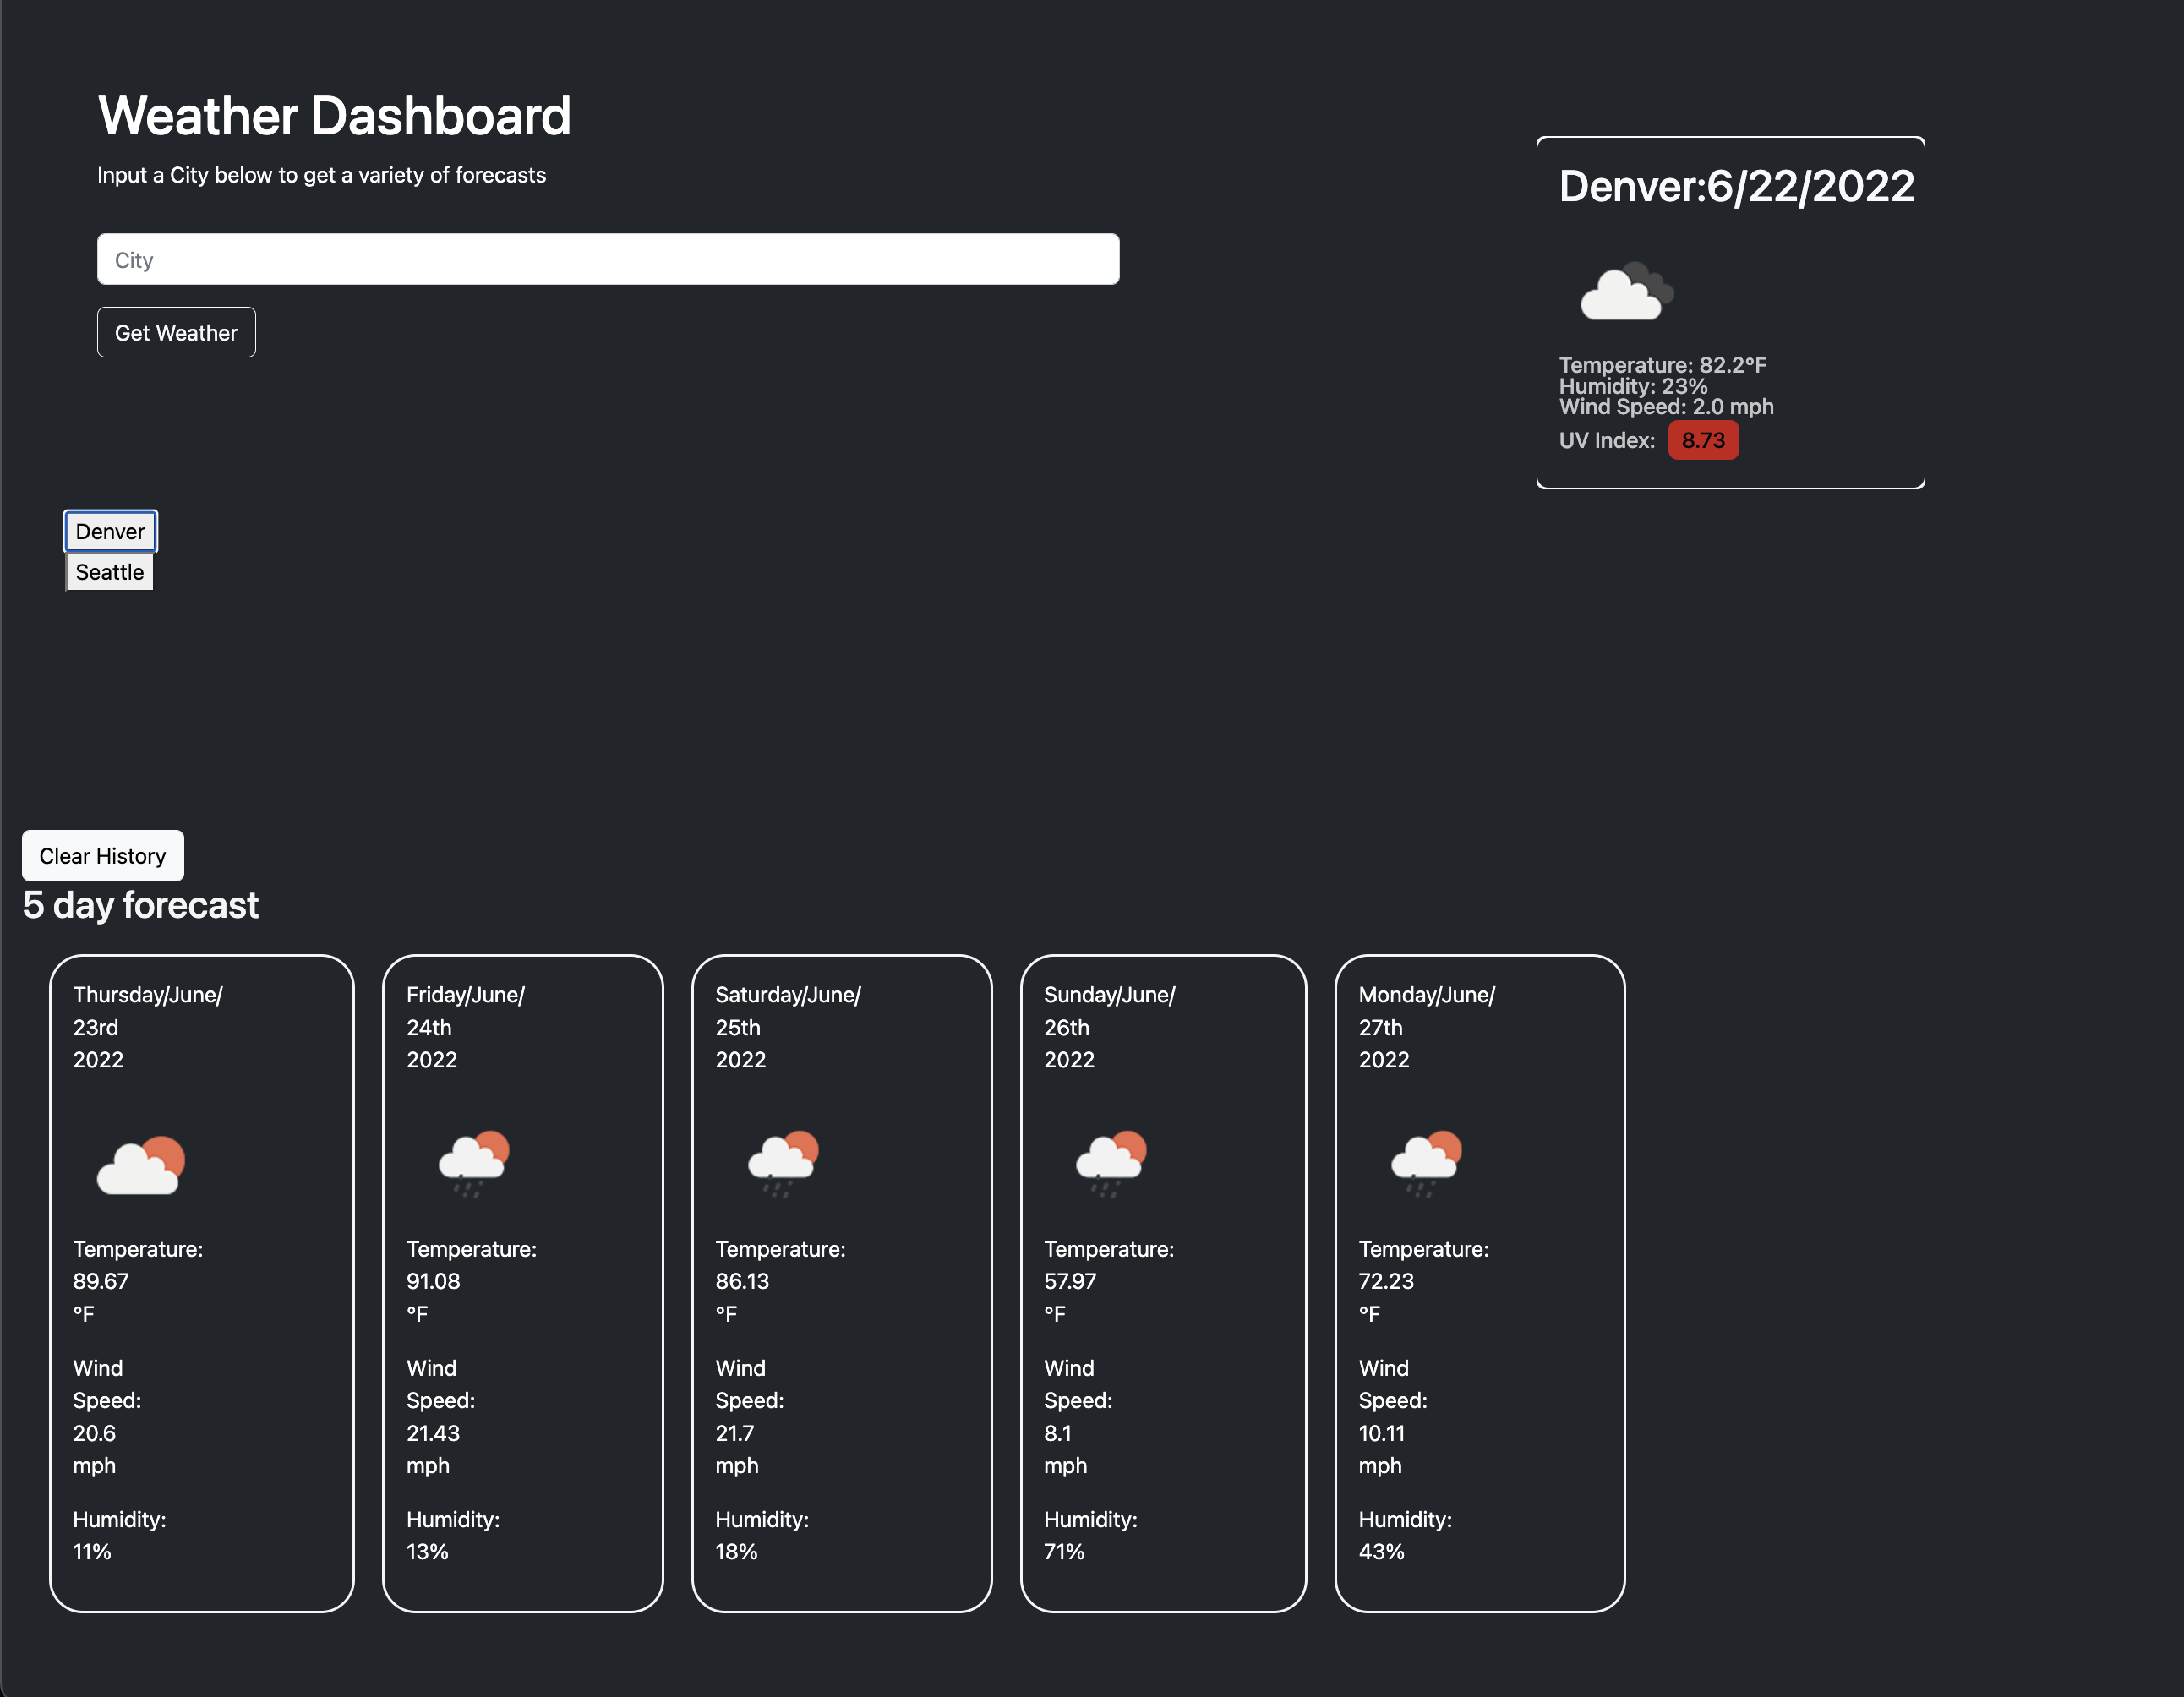 Weather Dashboard
Input a City below to get a variety of forecasts
City
Get Weather
Denver:6/22/2022
Temperature: 82.2°F
Humidity: 23%
Wind Speed: 2.0 mph
UV Index: 8.73
Denver
Seattle
Clear History
5 day forecast
Thursday/June/
23rd
2022
Temperature:
89.67
°F
Wind
Speed:
20.6
mph
Humidity:
11%
Friday/June/
24th
2022
Temperature:
91.08
°F
Wind
Speed:
21.43
mph
Humidity:
13%
Saturday/June/
25th
2022
Temperature:
86.13
°F
Wind
Speed:
21.7
mph
Humidity:
18%
Sunday/June/
26th
2022
Temperature:
57.97
°F
Wind
Speed:
8.1
mph
Humidity:
71%
Monday/June/
27th
2022
Temperature:
72.23
°F
Wind
Speed:
10.11
mph
Humidity:
43%